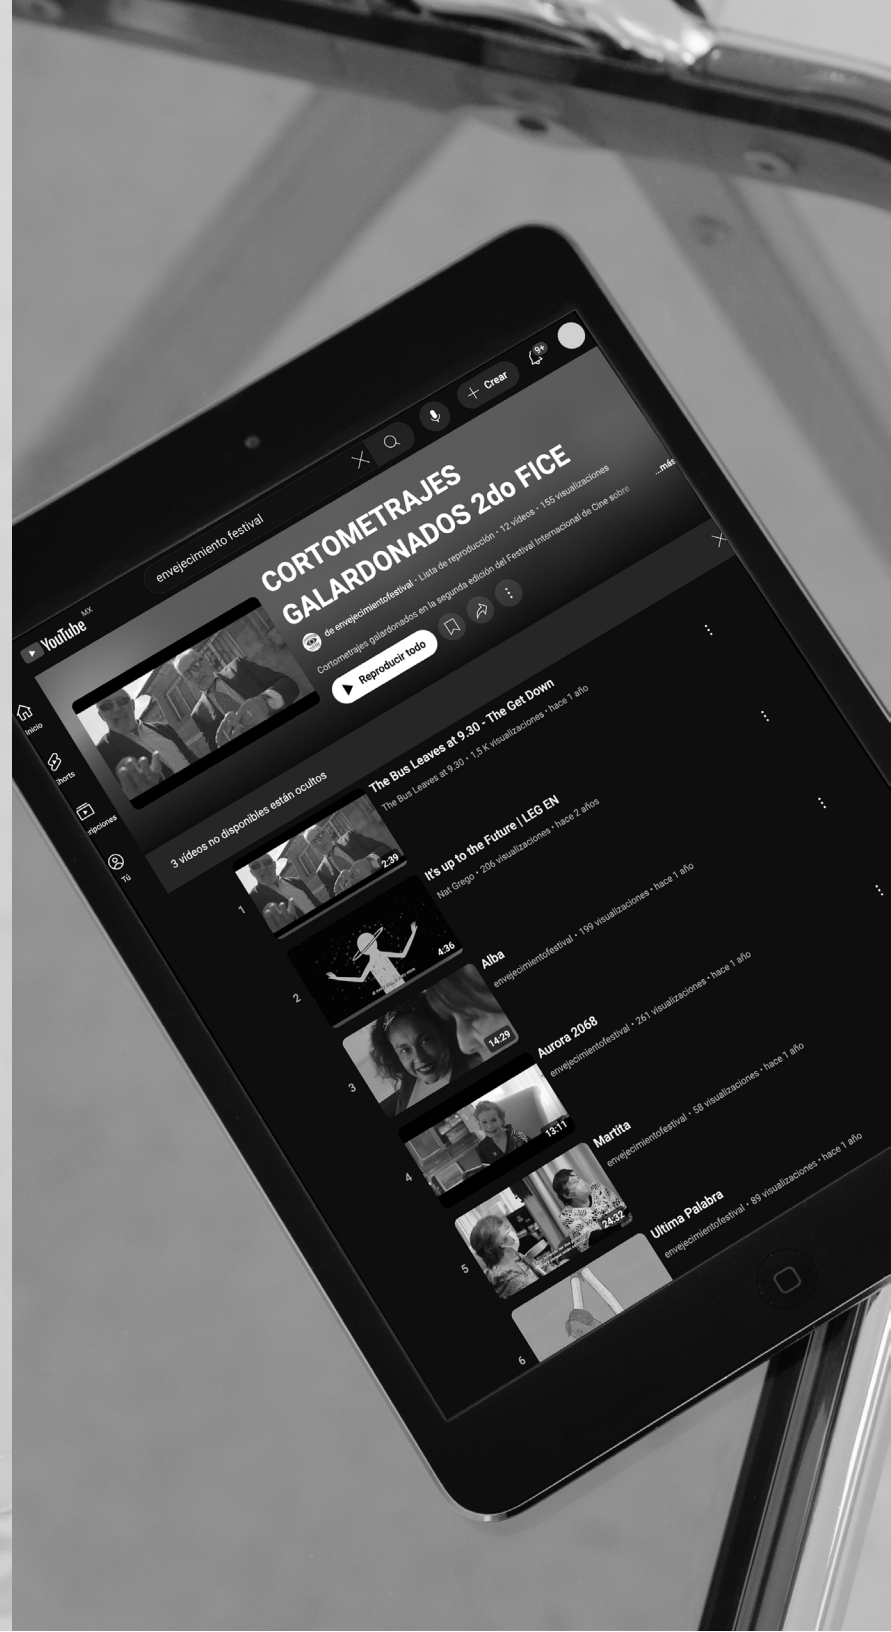 YouTube MX
envejecimiento festival
Crear
9+
Inicio
Shorts
ripciones
Tú
CORTOMETRAJES
GALARDONADOS 2do FICE
de envejecimientofestival • Lista de reproducción • 12 vídeos • 155 visualizaciones
Cortometrajes galardonados en la segunda edición del Festival Internacional de Cine sobre
...más
Reproducir todo
3 vídeos no disponibles están ocultos
1
2:39
The Bus Leaves at 9.30 - The Get Down
The Bus Leaves at 9.30 • 1,5 K visualizaciones • hace 1 año
2
4:36
It's up to the Future | LEG EN
Nat Grego • 206 visualizaciones • hace 2 años
3
14:29
Alba
envejecimientofestival • 199 visualizaciones • hace 1 año
4
13:11
Aurora 2068
envejecimientofestival • 261 visualizaciones • hace 1 año
5
24:32
Martita
envejecimientofestival • 58 visualizaciones • hace 1 año
6
Ultima Palabra
envejecimientofestival • 89 visualizaciones • hace 1 año